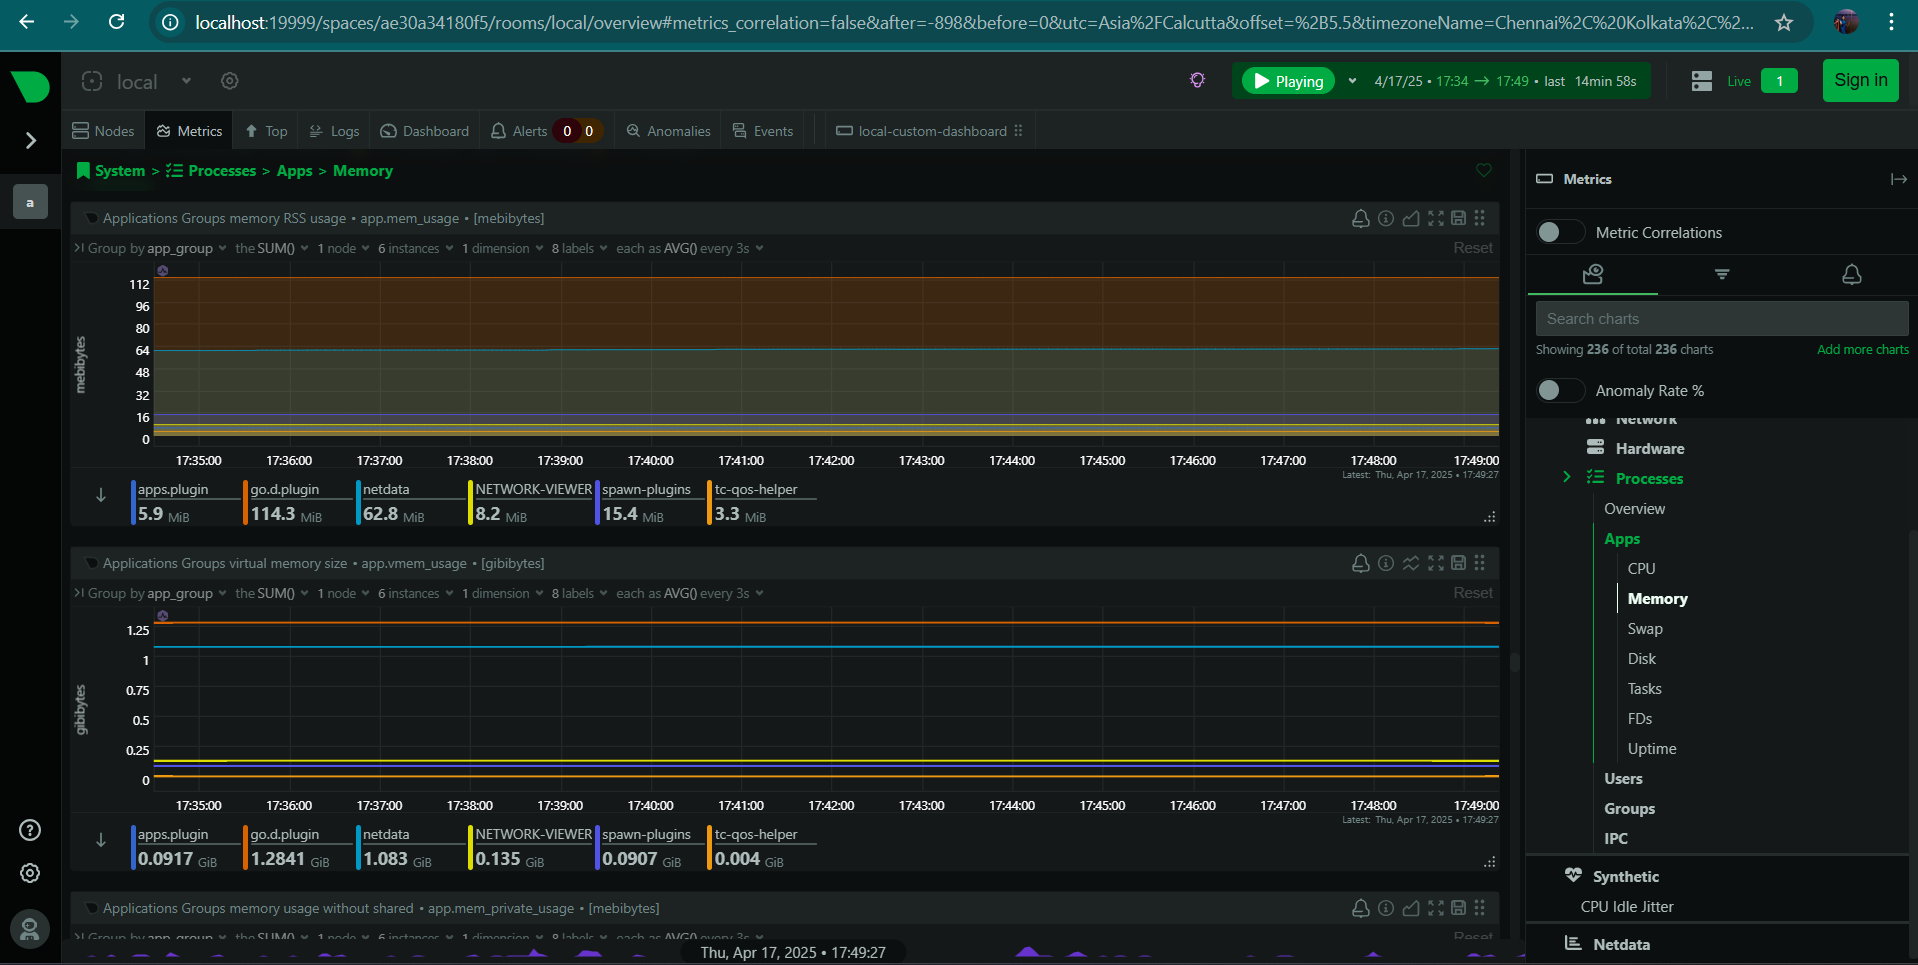 localhost:19999/spaces/ae30a34180f5/rooms/local/overview#metrics_correlation=false&after=-898&before=0&utc=Asia%2FCalcutta&offset=%2B5.5&timezoneName=Chennai%2C%20Kolkata%2C%2...
local
Playing
4/17/25 • 17:34 → 17:49 • last 14min 58s
Live 1
Sign in
Nodes Metrics Top Logs Dashboard Alerts 0 0 Anomalies Events local-custom-dashboard
a
System > Processes > Apps > Memory
Applications Groups memory RSS usage • app.mem_usage • [mebibytes]
Group by app_group the SUM() 1 node 6 instances 1 dimension 8 labels each as AVG() every 3s Reset
mebibytes
112
96
80
64
48
32
16
0
17:35:00 17:36:00 17:37:00 17:38:00 17:39:00 17:40:00 17:41:00 17:42:00 17:43:00 17:44:00 17:45:00 17:46:00 17:47:00 17:48:00 17:49:00
Latest: Thu, Apr 17, 2025 • 17:49:27
apps.plugin go.d.plugin netdata NETWORK-VIEWER spawn-plugins tc-qos-helper
5.9 MiB 114.3 MiB 62.8 MiB 8.2 MiB 15.4 MiB 3.3 MiB
Applications Groups virtual memory size • app.vmem_usage • [gibibytes]
Group by app_group the SUM() 1 node 6 instances 1 dimension 8 labels each as AVG() every 3s Reset
gibibytes
1.25
1
0.75
0.5
0.25
0
17:35:00 17:36:00 17:37:00 17:38:00 17:39:00 17:40:00 17:41:00 17:42:00 17:43:00 17:44:00 17:45:00 17:46:00 17:47:00 17:48:00 17:49:00
Latest: Thu, Apr 17, 2025 • 17:49:27
apps.plugin go.d.plugin netdata NETWORK-VIEWER spawn-plugins tc-qos-helper
0.0917 GiB 1.2841 GiB 1.083 GiB 0.135 GiB 0.0907 GiB 0.004 GiB
Applications Groups memory usage without shared • app.mem_private_usage • [mebibytes]
Group by app_group the SUM() 1 node 6 instances 1 dimension 8 labels each as AVG() every 3s Reset
Thu, Apr 17, 2025 • 17:49:27
Metrics
Metric Correlations
Search charts
Showing 236 of total 236 charts Add more charts
Anomaly Rate %
Network
Hardware
Processes
Overview
Apps
CPU
Memory
Swap
Disk
Tasks
FDs
Uptime
Users
Groups
IPC
Synthetic
CPU Idle Jitter
Netdata